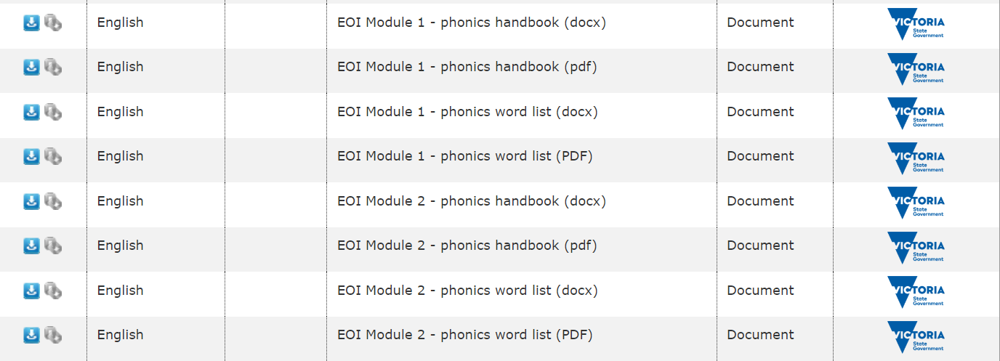 English EOI Module 1 - phonics handbook (docx) Document VICTORIA State Government
English EOI Module 1 - phonics handbook (pdf) Document VICTORIA State Government
English EOI Module 1 - phonics word list (docx) Document VICTORIA State Government
English EOI Module 1 - phonics word list (PDF) Document VICTORIA State Government
English EOI Module 2 - phonics handbook (docx) Document VICTORIA State Government
English EOI Module 2 - phonics handbook (pdf) Document VICTORIA State Government
English EOI Module 2 - phonics word list (docx) Document VICTORIA State Government
English EOI Module 2 - phonics word list (PDF) Document VICTORIA State Government